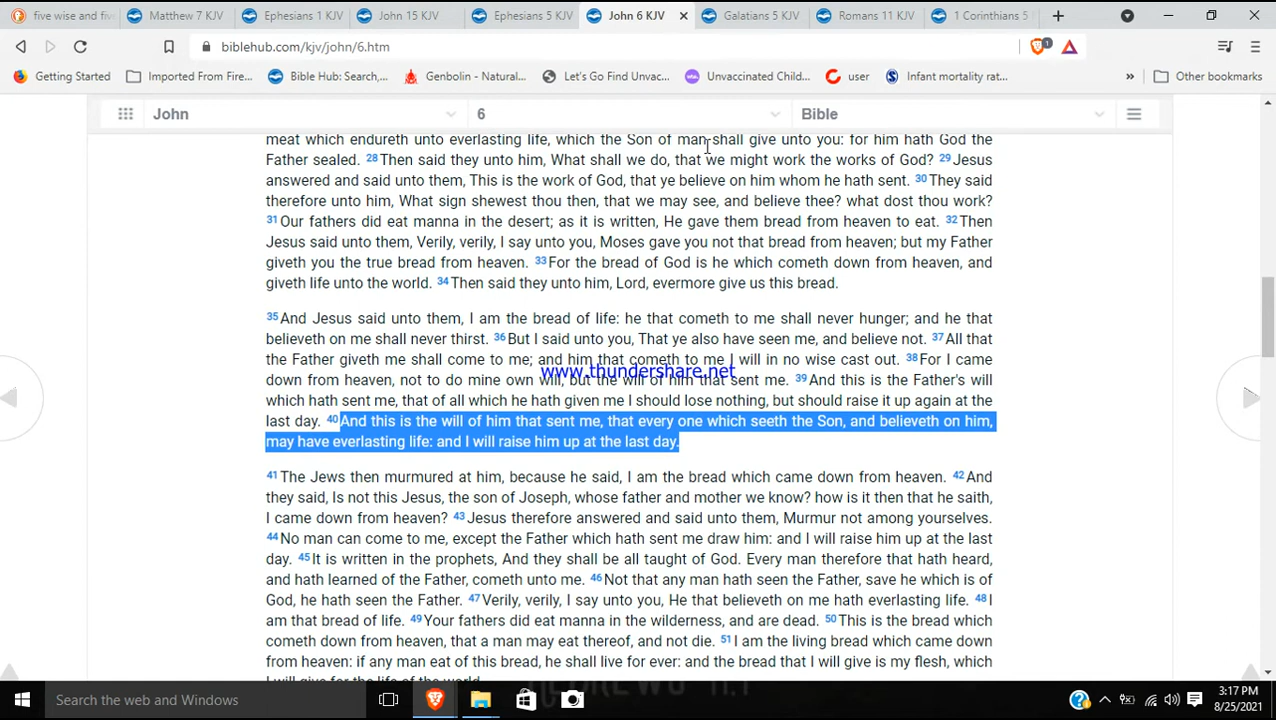 five wise and five
Matthew 7 KJV
Ephesians 1 KJV
John 15 KJV
Ephesians 5 KJV
John 6 KJV
Galatians 5 KJV
Romans 11 KJV
1 Corinthians 5
biblehub.com/kjv/john/6.htm
1
Getting Started
Imported From Fire...
Bible Hub: Search,...
Genbolin - Natural...
Let's Go Find Unvac...
Unvaccinated Child...
user
Infant mortality rat...
Other bookmarks
John
6
Bible
meat which endureth unto everlasting life, which the Son of man shall give unto you: for him hath God the
Father sealed. 28 Then said they unto him, What shall we do, that we might work the works of God? 29 Jesus
answered and said unto them, This is the work of God, that ye believe on him whom he hath sent. 30 They said
therefore unto him, What sign shewest thou then, that we may see, and believe thee? what dost thou work?
31 Our fathers did eat manna in the desert; as it is written, He gave them bread from heaven to eat. 32 Then
Jesus said unto them, Verily, verily, I say unto you, Moses gave you not that bread from heaven; but my Father
giveth you the true bread from heaven. 33 For the bread of God is he which cometh down from heaven, and
giveth life unto the world. 34 Then said they unto him, Lord, evermore give us this bread.
35 And Jesus said unto them, I am the bread of life: he that cometh to me shall never hunger; and he that
believeth on me shall never thirst. 36 But I said unto you, That ye also have seen me, and believe not. 37 All that
the Father giveth me shall come to me; and him that cometh to me I will in no wise cast out. 38 For I came
www.thundershare.net
down from heaven, not to do mine own will, but the will of him that sent me. 39 And this is the Father's will
which hath sent me, that of all which he hath given me I should lose nothing, but should raise it up again at the
last day. 40 And this is the will of him that sent me, that every one which seeth the Son, and believeth on him,
may have everlasting life: and I will raise him up at the last day.
41 The Jews then murmured at him, because he said, I am the bread which came down from heaven. 42 And
they said, Is not this Jesus, the son of Joseph, whose father and mother we know? how is it then that he saith,
I came down from heaven? 43 Jesus therefore answered and said unto them, Murmur not among yourselves.
44 No man can come to me, except the Father which hath sent me draw him: and I will raise him up at the last
day. 45 It is written in the prophets, And they shall be all taught of God. Every man therefore that hath heard,
and hath learned of the Father, cometh unto me. 46 Not that any man hath seen the Father, save he which is of
God, he hath seen the Father. 47 Verily, verily, I say unto you, He that believeth on me hath everlasting life. 48 I
am that bread of life. 49 Your fathers did eat manna in the wilderness, and are dead. 50 This is the bread which
cometh down from heaven, that a man may eat thereof, and not die. 51 I am the living bread which came down
from heaven: if any man eat of this bread, he shall live for ever: and the bread that I will give is my flesh, which
I will give for the life of the world.
Search the web and Windows
HEBREWS 11:1
3:17 PM
8/25/2021